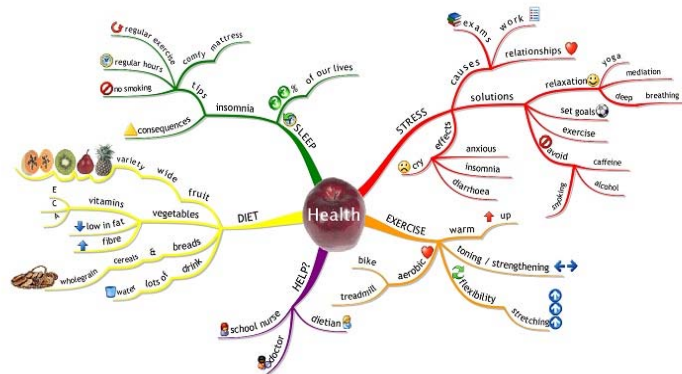 Health
STRESS
causes
exams
work
relationships
solutions
relaxation
yoga
mediation
deep
breathing
set goals
exercise
avoid
caffeine
alcohol
smoking
effects
cry
anxious
insomnia
diarrhoea
EXERCISE
warm
up
toning / strengthening
flexibility
stretching
aerobic
bike
treadmill
HELP?
school nurse
doctor
dietian
DIET
fruit
wide
variety
vegetables
vitamins
E
C
A
low in fat
fibre
breads
&
cereals
wholegrain
drink
lots of
water
SLEEP
%
of our lives
insomnia
tips
regular exercise
comfy
mattress
regular hours
no smoking
consequences